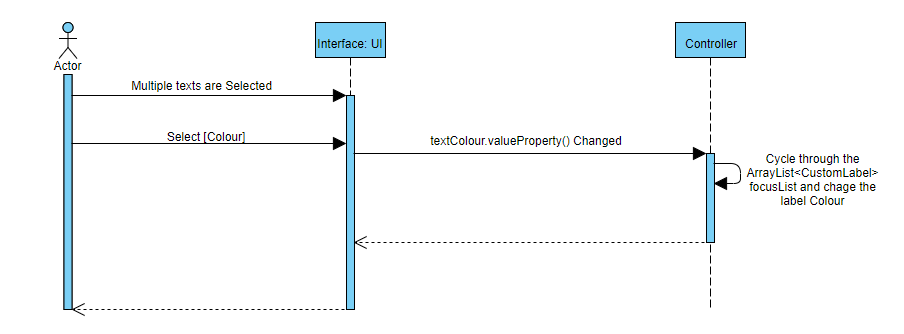 Interface: UI
Controller
Actor
Multiple texts are Selected
Select [Colour]
textColour.valueProperty() Changed
Cycle through the
ArrayList<CustomLabel>
focusList and chage the
label Colour